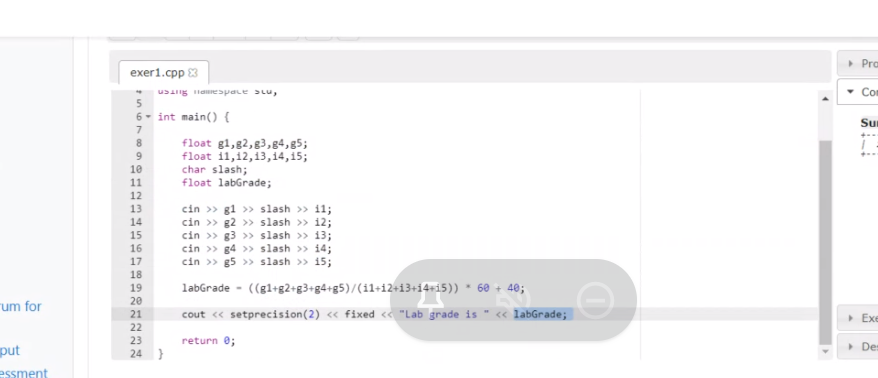 exer1.cpp
Pro
4 using namespace std;
Con
5
6 int main() {
Sum
7
8 float g1,g2,g3,g4,g5;
9 float i1,i2,i3,i4,i5;
10 char slash;
11 float labGrade;
12
13 cin >> g1 >> slash >> i1;
14 cin >> g2 >> slash >> i2;
15 cin >> g3 >> slash >> i3;
16 cin >> g4 >> slash >> i4;
17 cin >> g5 >> slash >> i5;
18
19 labGrade = ((g1+g2+g3+g4+g5)/(i1+i2+i3+i4+i5)) * 60 + 40;
20
rum for
21 cout << setprecision(2) << fixed << "Lab grade is " << labGrade;
Exe
22
23 return 0;
Des
put
24 }
essment